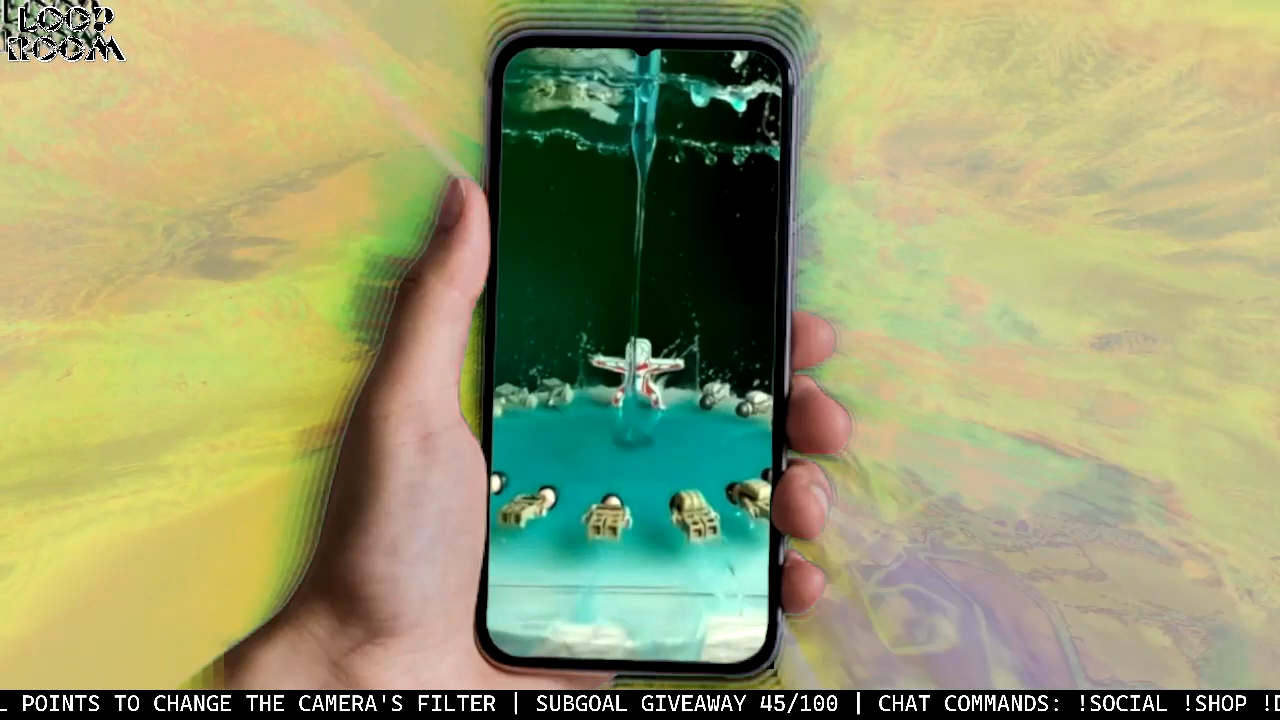 LOOP
ROOM
POINTS TO CHANGE THE CAMERA'S FILTER | SUBGOAL GIVEAWAY 45/100 | CHAT COMMANDS: !SOCIAL !SHOP